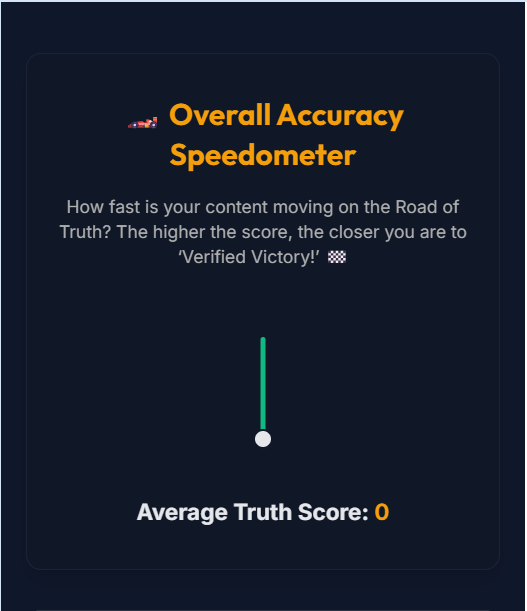 🏎️ Overall Accuracy
Speedometer
How fast is your content moving on the Road of
Truth? The higher the score, the closer you are to
‘Verified Victory!’ 🏁
Average Truth Score: 0